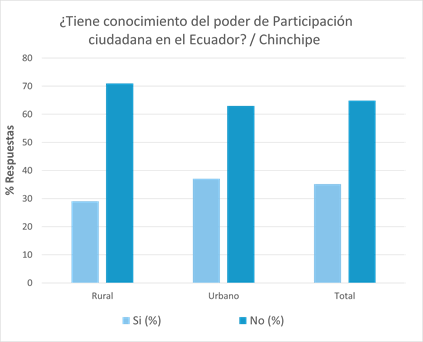 ¿Tiene conocimiento del poder de Participación
ciudadana en el Ecuador? / Chinchipe
% Respuestas
80
70
60
50
40
30
20
10
0
Rural
Urbano
Total
Si (%)
No (%)